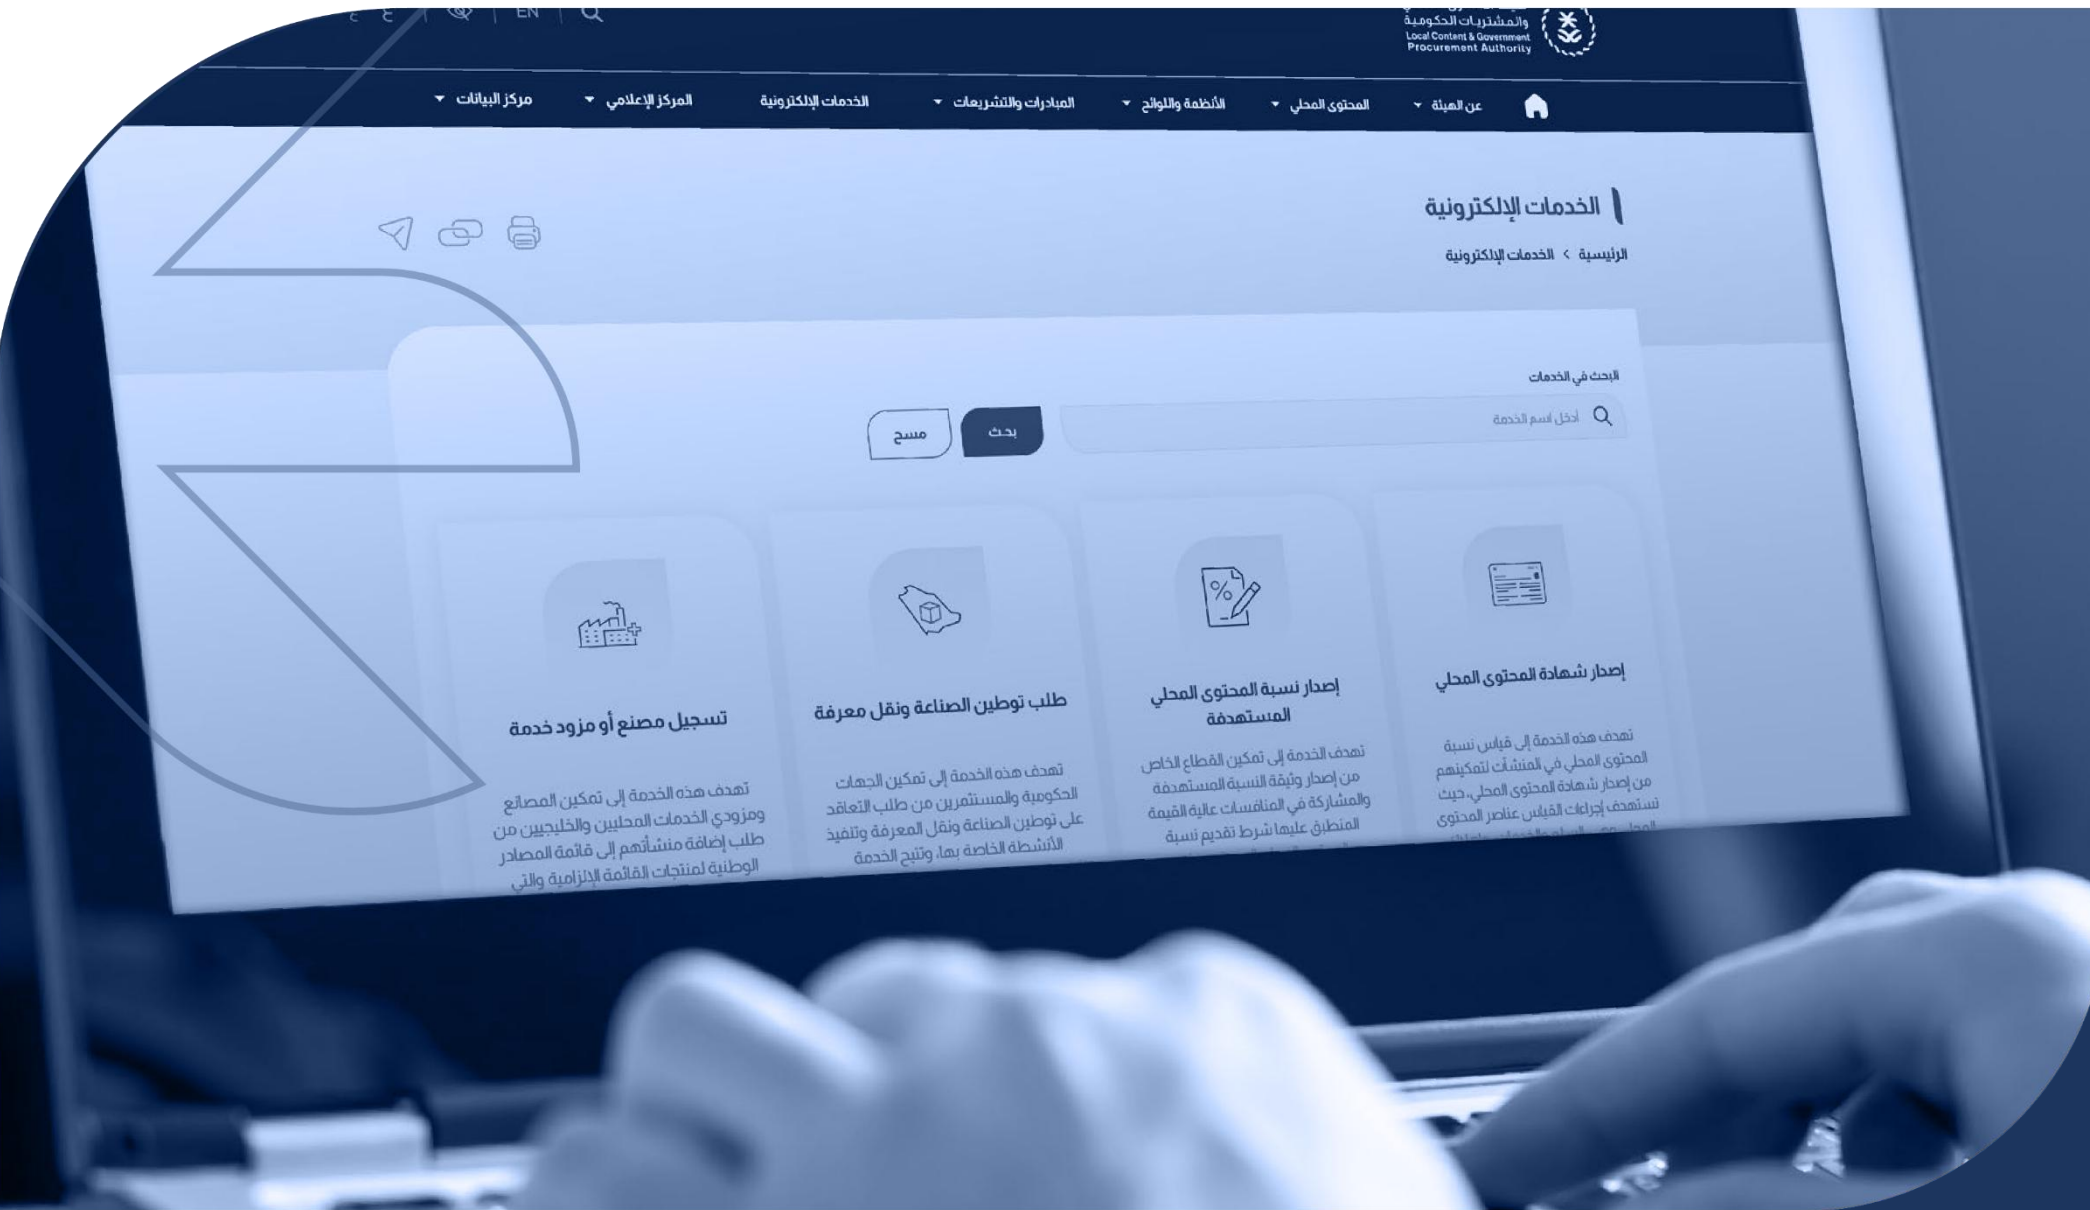 والمشتريات الحكومية
Local Content & Government
Procurement Authority
EN
ع
ع
عن الهيئة
المحتوى المحلي
الأنظمة واللوائح
المبادرات والتشريعات
الخدمات الإلكترونية
المركز الإعلامي
مركز البيانات
الخدمات الإلكترونية
الرئيسية > الخدمات الإلكترونية
البحث في الخدمات
أدخل اسم الخدمة
بحث
مسح
إصدار شهادة المحتوى المحلي
تهدف هذه الخدمة إلى قياس نسبة
المحتوى المحلي في المنشآت لتمكينهم
من إصدار شهادة المحتوى المحلي، حيث
تستهدف إجراءات القياس عناصر المحتوى
إصدار نسبة المحتوى المحلي
المستهدفة
تهدف الخدمة إلى تمكين القطاع الخاص
من إصدار وثيقة النسبة المستهدفة
والمشاركة في المنافسات عالية القيمة
المنطبق عليها شرط تقديم نسبة
طلب توطين الصناعة ونقل معرفة
تهدف هذه الخدمة إلى تمكين الجهات
الحكومية والمستثمرين من طلب التعاقد
على توطين الصناعة ونقل المعرفة وتنفيذ
الأنشطة الخاصة بها، وتتيح الخدمة
تسجيل مصنع أو مزود خدمة
تهدف هذه الخدمة إلى تمكين المصانع
ومزودي الخدمات المحليين والخليجيين من
طلب إضافة منشأتهم إلى قائمة المصادر
الوطنية لمنتجات القائمة الإلزامية والتي